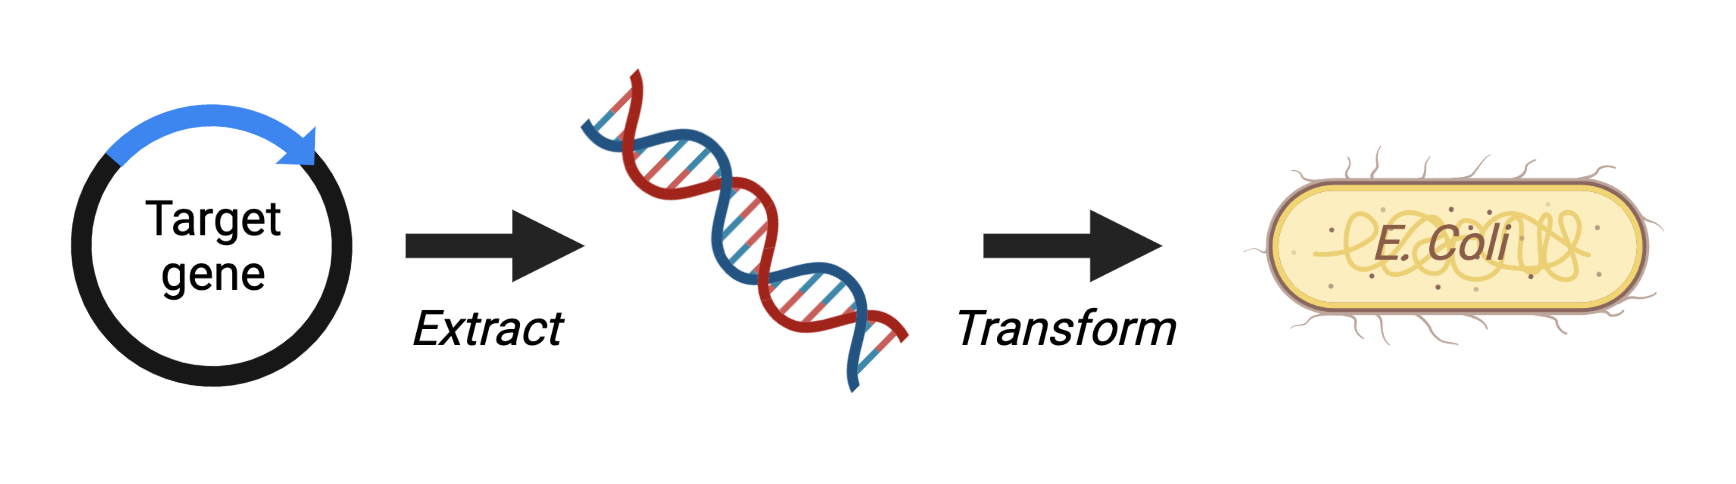 Target
gene
Extract
Transform
E. Coli